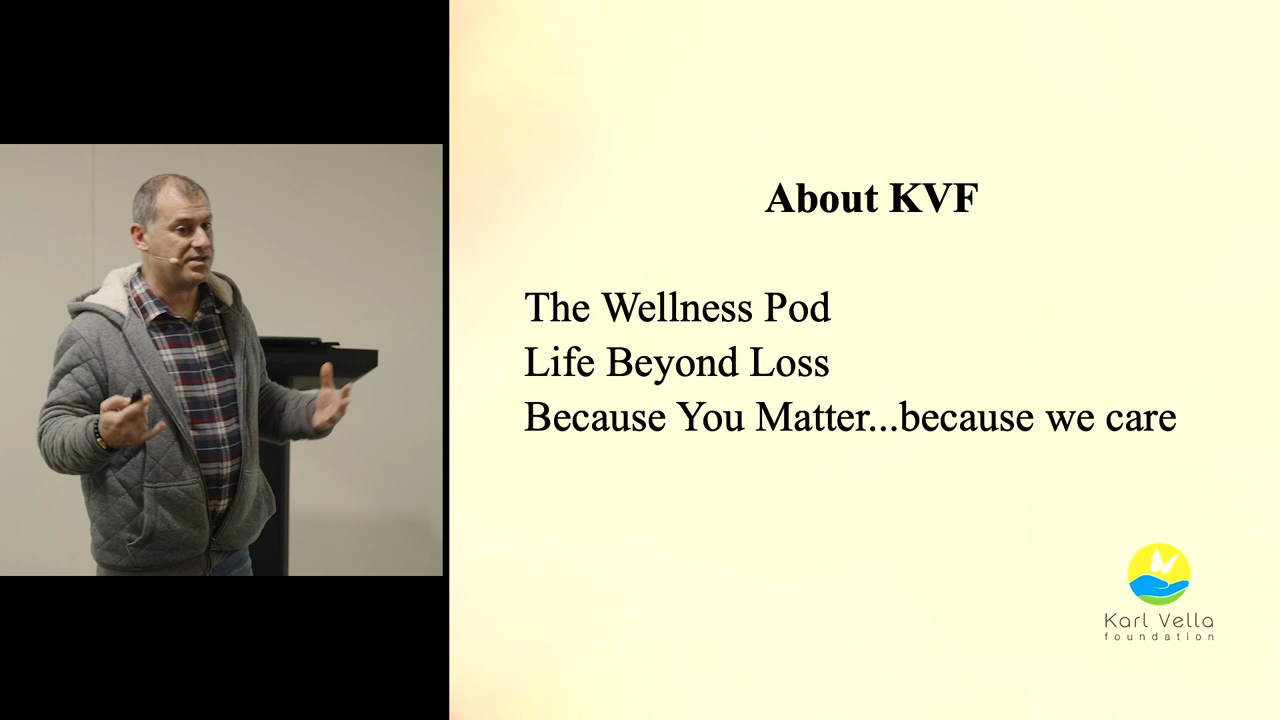 About KVF
The Wellness Pod
Life Beyond Loss
Because You Matter...because we care
Karl Vella
foundation